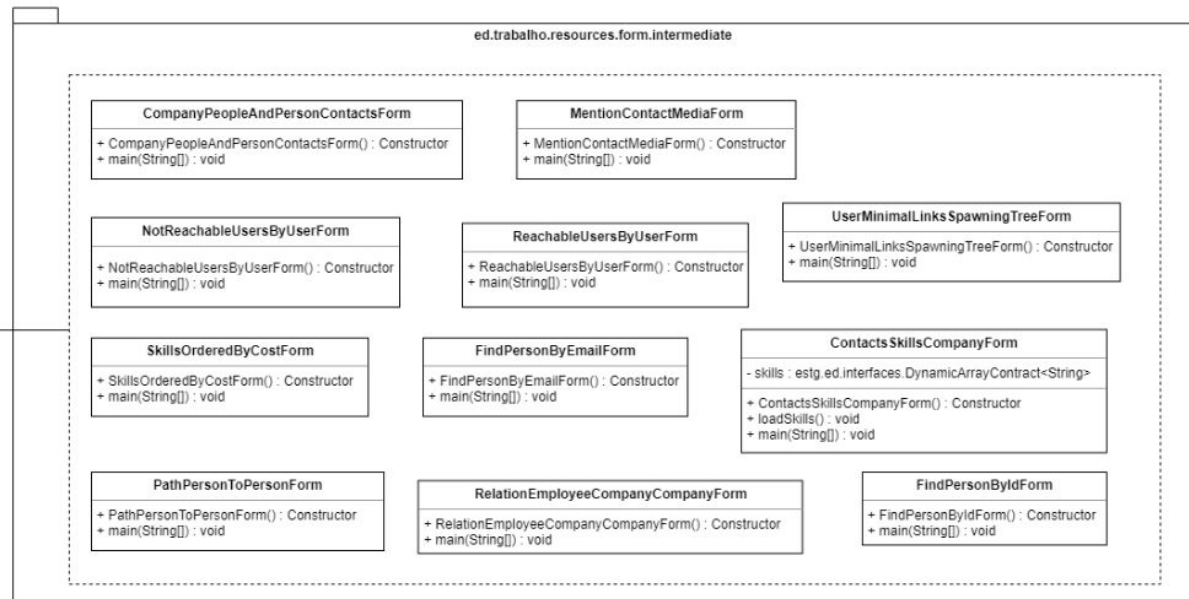 ed.trabalho.resources.form.intermediate
CompanyPeopleAndPersonContactsForm
+ CompanyPeopleAndPersonContactsForm() : Constructor
+ main(String[]) : void
MentionContactMediaForm
+ MentionContactMediaForm() : Constructor
+ main(String[]) : void
NotReachableUsersByUserForm
+ NotReachableUsersByUserForm() : Constructor
+ main(String[]) : void
ReachableUsersByUserForm
+ ReachableUsersByUserForm() : Constructor
+ main(String[]) : void
UserMinimalLinksSpawningTreeForm
+ UserMinimalLinksSpawningTreeForm() : Constructor
+ main(String[]) : void
SkillsOrderedByCostForm
+ SkillsOrderedByCostForm() : Constructor
+ main(String[]) : void
FindPersonByEmailForm
+ FindPersonByEmailForm() : Constructor
+ main(String[]) : void
ContactsSkillsCompanyForm
- skills : estg.ed.interfaces.DynamicArrayContract<String>
+ ContactsSkillsCompanyForm() : Constructor
+ loadSkills() : void
+ main(String[]) : void
PathPersonToPersonForm
+ PathPersonToPersonForm() : Constructor
+ main(String[]) : void
RelationEmployeeCompanyCompanyForm
+ RelationEmployeeCompanyCompanyForm() : Constructor
+ main(String[]) : void
FindPersonByIdForm
+ FindPersonByIdForm() : Constructor
+ main(String[]) : void